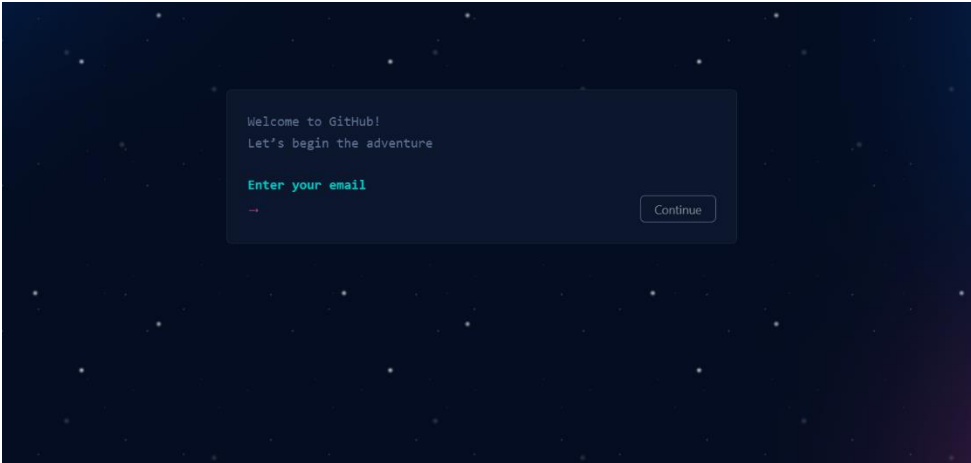 Welcome to GitHub!
Let’s begin the adventure
Enter your email
→
Continue